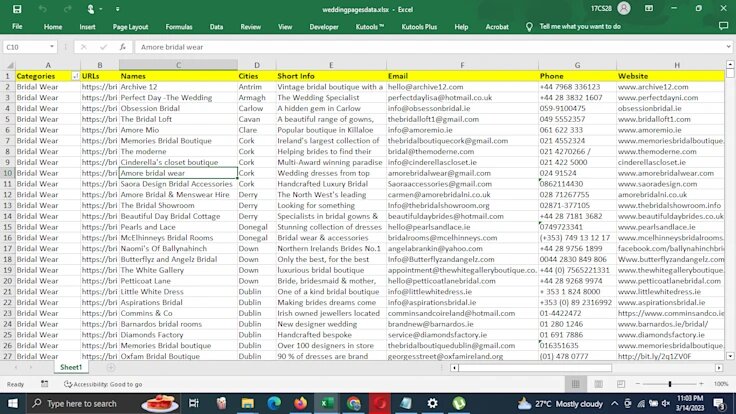 weddingpagesdata.xlsx - Excel
17CS28
File Home Insert Page Layout Formulas Data Review View Kutools ™ Kutools Plus Help Acrobat Tell me what you want to do
C10 fx Amore bridal wear
A B C D E F G H
1 Categories URLs Names Cities Short Info Email Phone Website
2 Bridal Wear https://bri Archive 12 Antrim Vintage bridal boutique with a hello@archive12.com +44 7968 336123 www.archive12.com
3 Bridal Wear https://bri Perfect Day -The Wedding Armagh The Wedding Specialist perfectdaylisa@hotmail.co.uk +44 28 3832 1607 www.perfectdayni.com
4 Bridal Wear https://bri Obsession Bridal Carlow A hidden gem in Carlow info@obsessionbridal.ie 059-9100475 www.obsessionbridal.ie
5 Bridal Wear https://bri The Bridal Loft Cavan A beautiful range of gowns, thebridalloft1@gmail.com 049 5552357 www.bridalloft.ie
6 Bridal Wear https://bri Amore Mio Clare Popular boutique in Killaloe info@amoremio.ie 061 622 333 www.amoremio.ie
7 Bridal Wear https://bri Memories Bridal Boutique Cork Ireland's largest collection of thebridalboutiquecork@gmail.com 021 4552324 www.memoriesbridalboutique.
8 Bridal Wear https://bri The moderne Cork Helping brides to find their bridal@themoderne.com 021 4270266 / www.themoderne.ie
9 Bridal Wear https://bri Cinderella's closet boutique Cork Multi-Award winning paradise info@cinderellascloset.ie 021 422 5000 cinderellascloset.ie
10 Bridal Wear https://bri Amore bridal wear Cork Wedding dresses from top amorebridalwear@gmail.com 024 91524 www.amorebridalwear.com
11 Bridal Wear https://bri Saora Design Bridal Accessories Cork Handcrafted Luxury Bridal Saoraaccessories@gmail.com 0862114430 www.saoradesign.com
12 Bridal Wear https://bri Amore Bridal & Menswear Hire Derry The North West's leading carmen@amorebridalni.co.uk 028 71267755 amorebridalni.co.uk
13 Bridal Wear https://bri The Bridal Showroom Derry Looking for something Info@thebridalshowroom.com 02871-377105 www.thebridalshowroom.info
14 Bridal Wear https://bri Beautiful Day Bridal Cottage Derry Specialists in bridal gowns & beautifuldaybrides@hotmail.com +44 28 7181 3682 www.beautifuldaybrides.co.uk
15 Bridal Wear https://bri Pearls and Lace Donegal Stunning collection of dresses hello@pearlsandlace.ie 0749723341 www.pearlsandlace.ie
16 Bridal Wear https://bri McElhinneys Bridal Rooms Donegal Bridal wear & accessories bridalrooms@mcelhinneys.com (+353) 749 13 12 17 www.mcelhinneysbridalrooms.
17 Bridal Wear https://bri Naomi's Of Ballynahinch Down Northern Irelands Brides No.1 angelabrankin@yahoo.com +44 28 9756 1899 facebook.com/ballynahinchbri
18 Bridal Wear https://bri Butterfly and Angelz Bridal Down Only the best, for the best Info@Butterflyandangelz.com 0044 2830 849 806 Www.butterflyandangelz.com
19 Bridal Wear https://bri The White Gallery Down luxurious bridal boutique appointment@thewhitegalleryboutique.co. +44 (0) 7565221331 www.thewhitegalleryboutique.
20 Bridal Wear https://bri Petticoat Lane Down Bride, bridesmaid & mother, hello@petticoatlanebridal.com +44 28 9268 9974 www.petticoatlanebridal.com
21 Bridal Wear https://bri Little White Dress Dublin One of a kind bridal boutique info@littlewhitedress.ie + 353 1 824 8000 www.littlewhitedress.ie
22 Bridal Wear https://bri Aspirations Bridal Dublin Making brides dreams come info@aspirationsbridal.ie +353 (0) 89 2316992 www.aspirationsbridal.ie
23 Bridal Wear https://bri Commins & Co Dublin Irish owned jewellers located comminsandcoireland@hotmail.com 01-4422472 https://comminsandco.ie/
24 Bridal Wear https://bri Barnardos bridal rooms Dublin New designer wedding brandnew@barnardos.ie 01 280 1246 www.barnardos.ie/bridal/
25 Bridal Wear https://bri Diamonds Factory Dublin Handcrafted bespoke service@diamondsfactory.ie 01 691 7886 www.diamondsfactory.ie
26 Bridal Wear https://bri Memories Bridal boutique Dublin Over 100 designers in store thebridalboutiquedublin@gmail.com 016351635 www.memoriesbridalboutique.
27 Bridal Wear https://bri Oxfam Bridal Boutique Dublin 90 % of dresses are brand georgesstreet@oxfamireland.org (01) 478 0777 http://bit.ly/2q1ZV0F
Sheet1
Ready Accessibility: Good to go 100%
Type here to search 27°C Mostly cloudy 11:03 PM
3/14/2023